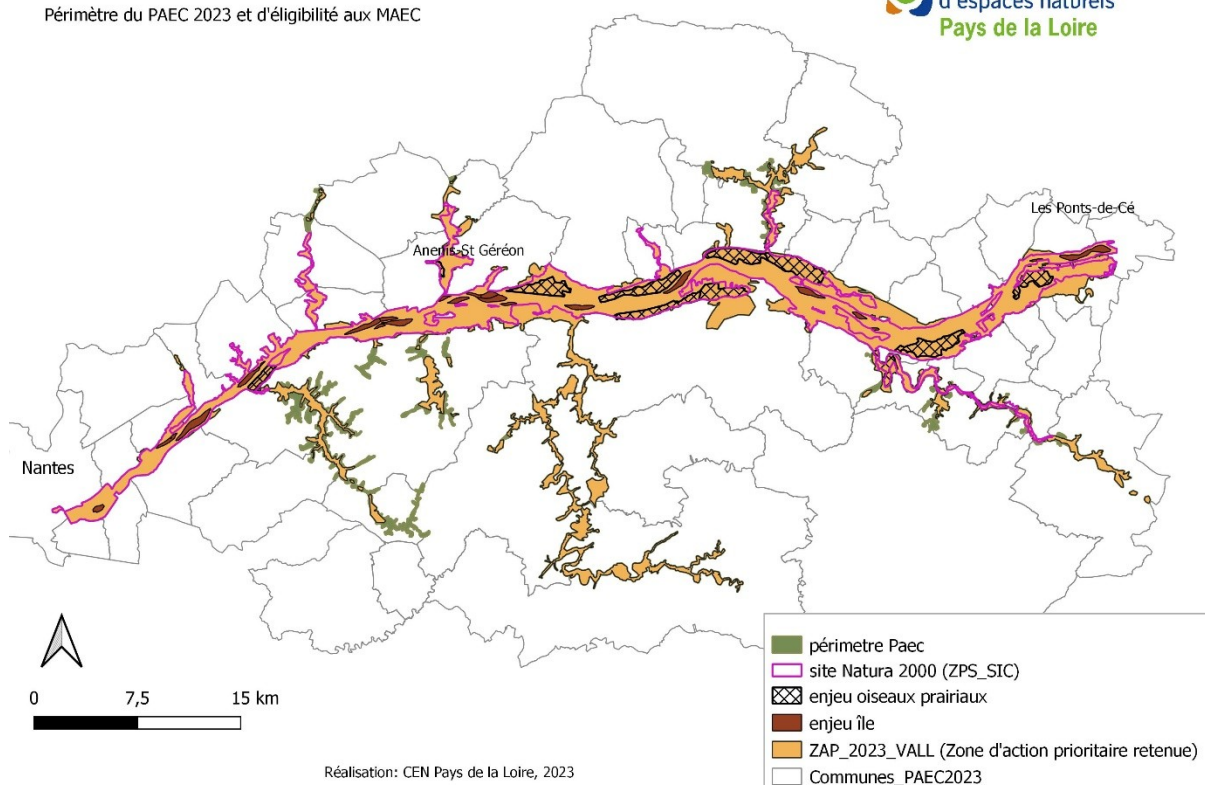 d'espaces naturels
Pays de la Loire
Périmètre du PAEC 2023 et d'éligibilité aux MAEC
Les Ponts-de-Cé
Ancenis-St Géréon
Nantes
0 7,5 15 km
périmetre Paec
site Natura 2000 (ZPS_SIC)
enjeu oiseaux prairiaux
enjeu île
ZAP_2023_VALL (Zone d'action prioritaire retenue)
Communes_PAEC2023
Réalisation: CEN Pays de la Loire, 2023